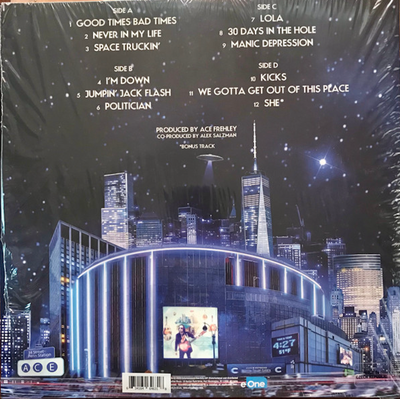 SIDE A
1 GOOD TIMES BAD TIMES
2 NEVER IN MY LIFE
3 SPACE TRUCKIN'
SIDE B
4 I'M DOWN
5 JUMPIN' JACK FLASH
6 POLITICIAN
SIDE C
7 LOLA
8 30 DAYS IN THE HOLE
9 MANIC DEPRESSION
SIDE D
10 KICKS
11 WE GOTTA GET OUT OF THIS PLACE
12 SHE*
PRODUCED BY ACE FREHLEY
CO PRODUCED BY ALEX SALZMAN
*BONUS TRACK
4:27
ACE
eOne